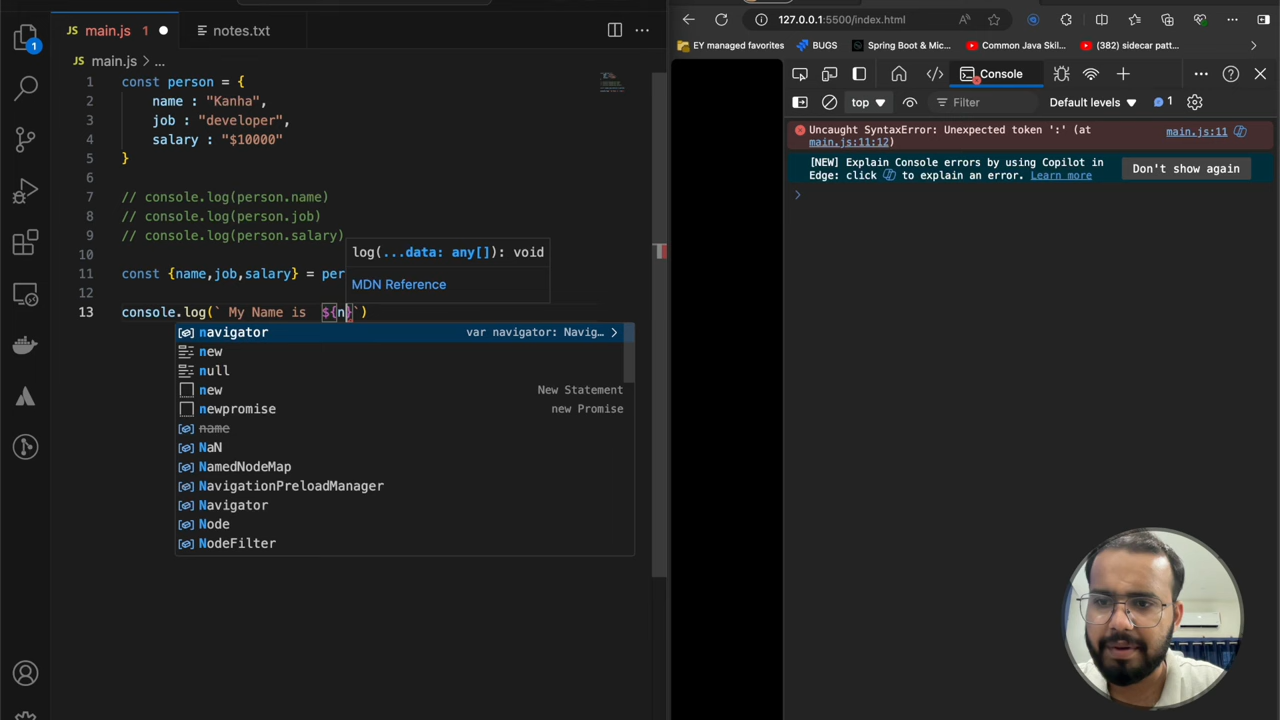 JS main.js 1
notes.txt
127.0.0.1:5500/index.html
EY managed favorites
BUGS
Spring Boot & Mic...
Common Java Skil...
(382) sidecar patt...
1
JS main.js > ...
Console
top
Filter
Default levels
1
1 const person = {
2 name : "Kanha",
3 job : "developer",
4 salary : "$10000"
5 }
6
7 // console.log(person.name)
8 // console.log(person.job)
9 // console.log(person.salary)
10
11 const {name,job,salary} = per
12
13 console.log(` My Name is ${n}`)
log(...data: any[]): void
MDN Reference
navigator var navigator: Navig...
new
null
new New Statement
newpromise new Promise
name
NaN
NamedNodeMap
NavigationPreloadManager
Navigator
Node
NodeFilter
Uncaught SyntaxError: Unexpected token ':' (at main.js:11
main.js:11:12)
[NEW] Explain Console errors by using Copilot in
Edge: click to explain an error. Learn more
Don't show again